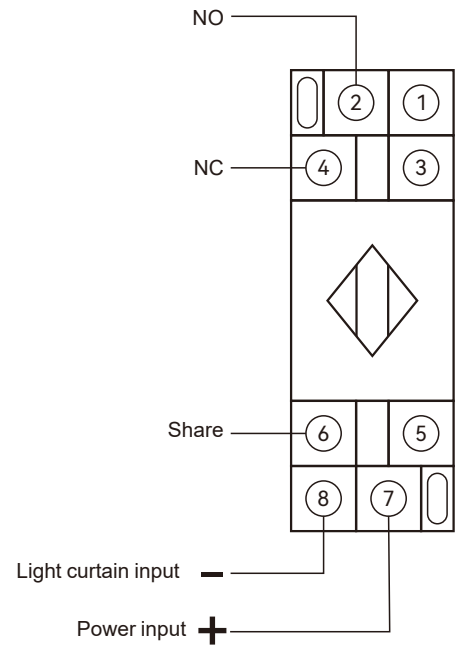 NO
2 1
NC 4 3
Share 6 5
8 7
Light curtain input −
Power input +